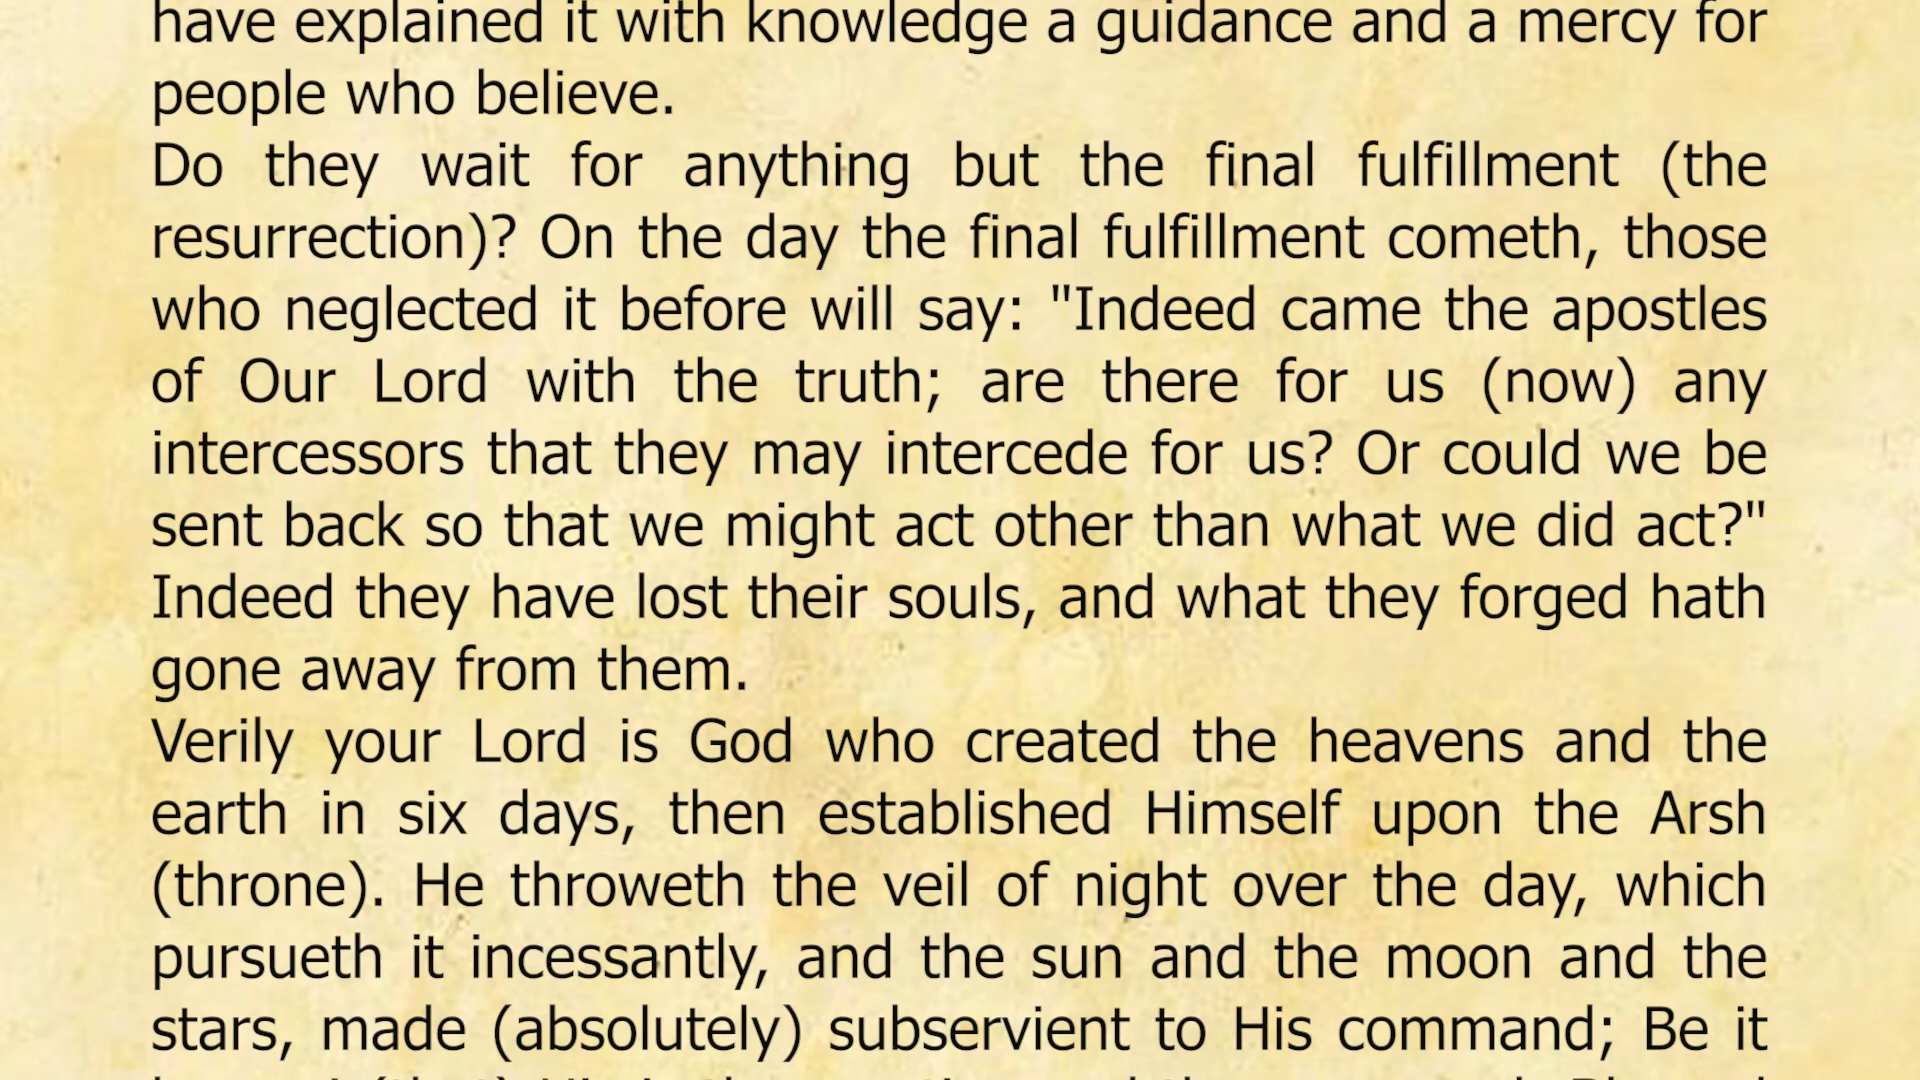 have explained it with knowledge a guidance and a mercy for
people who believe.
Do they wait for anything but the final fulfillment (the
resurrection)? On the day the final fulfillment cometh, those
who neglected it before will say: "Indeed came the apostles
of Our Lord with the truth; are there for us (now) any
intercessors that they may intercede for us? Or could we be
sent back so that we might act other than what we did act?"
Indeed they have lost their souls, and what they forged hath
gone away from them.
Verily your Lord is God who created the heavens and the
earth in six days, then established Himself upon the Arsh
(throne). He throweth the veil of night over the day, which
pursueth it incessantly, and the sun and the moon and the
stars, made (absolutely) subservient to His command; Be it